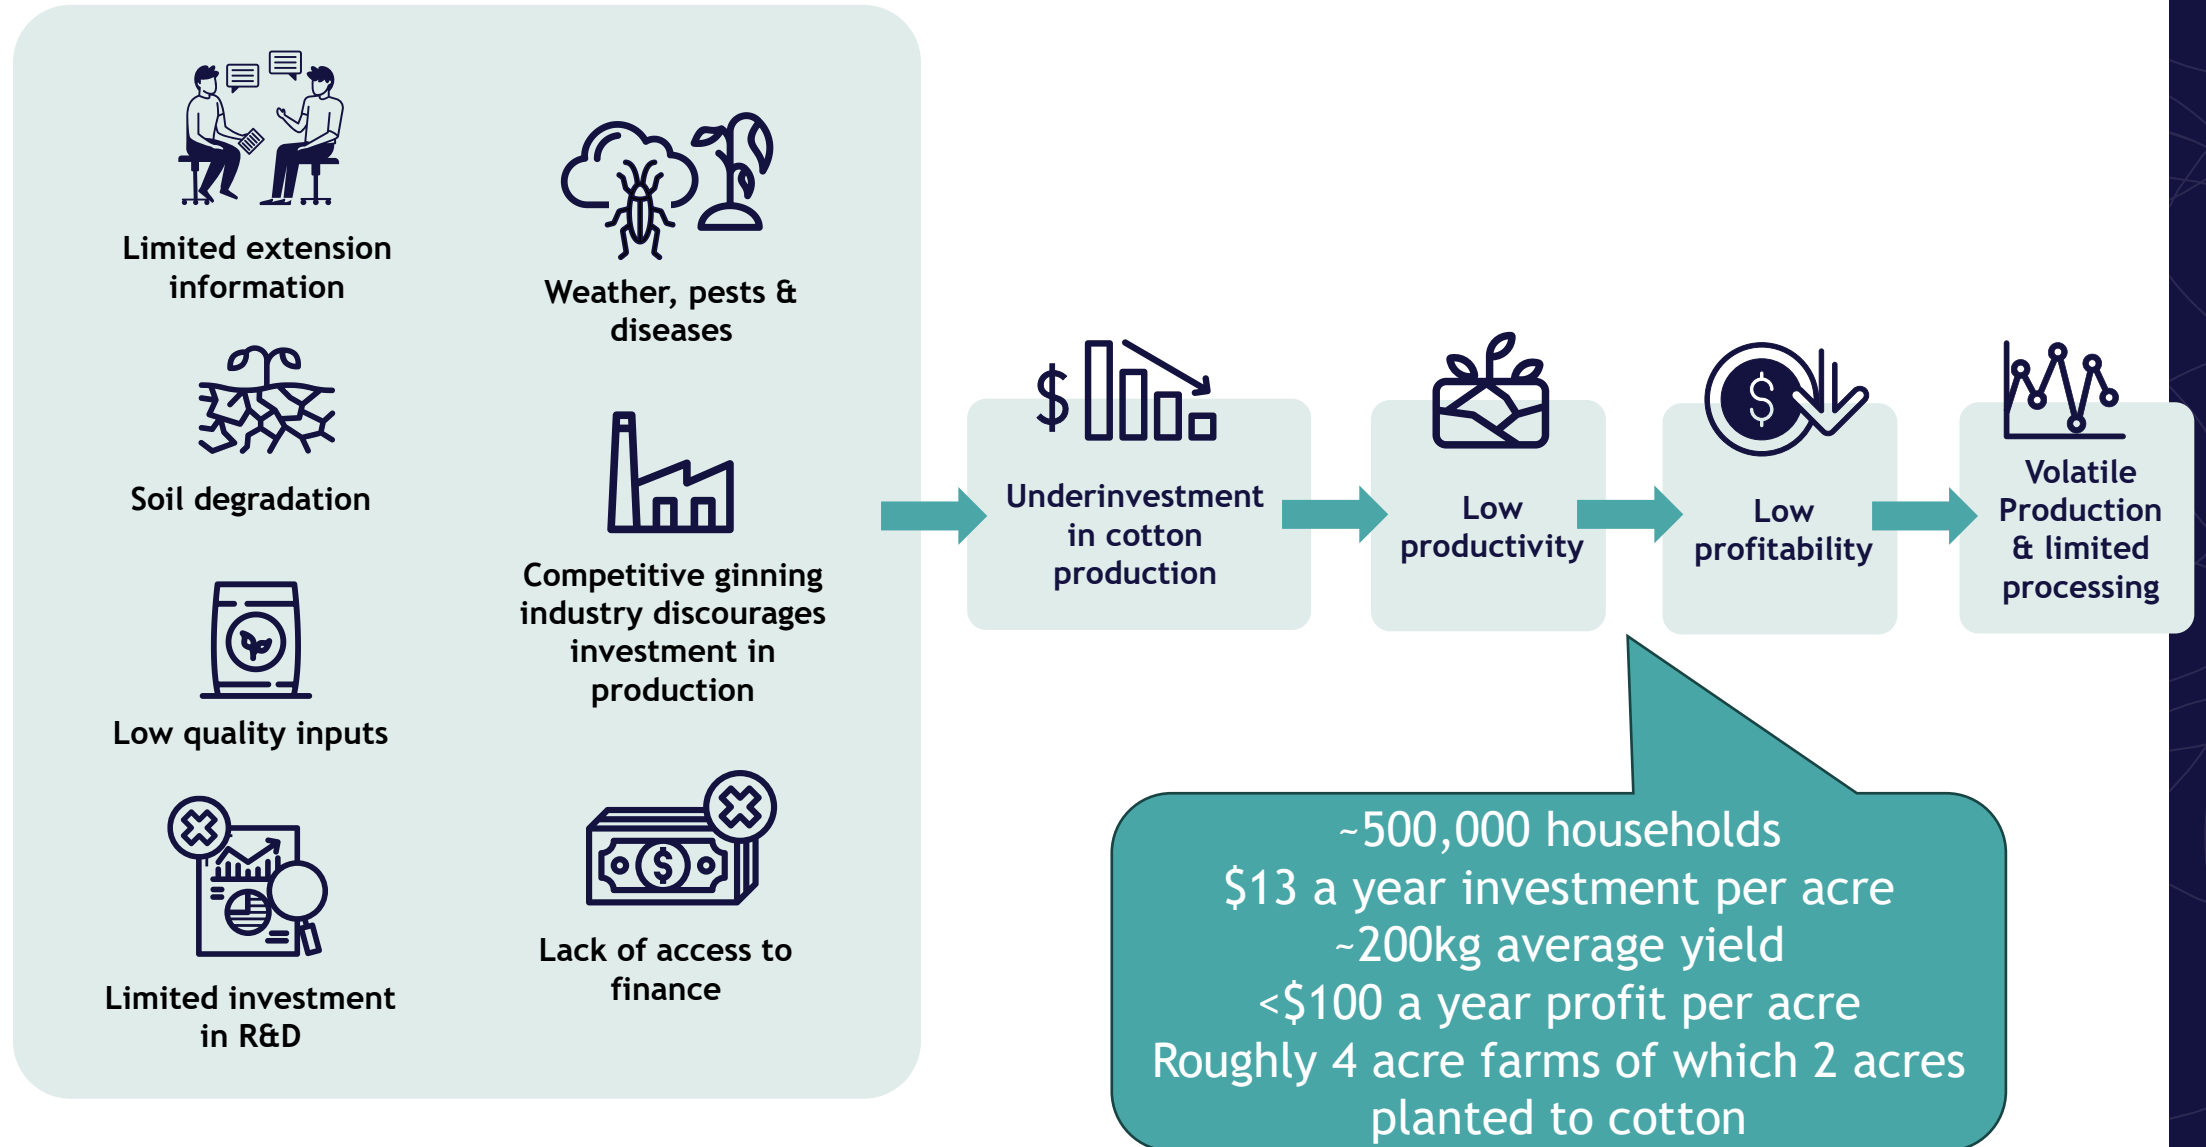 Limited extension
information
Soil degradation
Low quality inputs
Limited investment
in R&D
Weather, pests &
diseases
Competitive ginning
industry discourages
investment in
production
Lack of access to
finance
Underinvestment
in cotton
production
Low
productivity
Low
profitability
Volatile
Production
& limited
processing
~500,000 households
$13 a year investment per acre
~200kg average yield
<$100 a year profit per acre
Roughly 4 acre farms of which 2 acres
planted to cotton